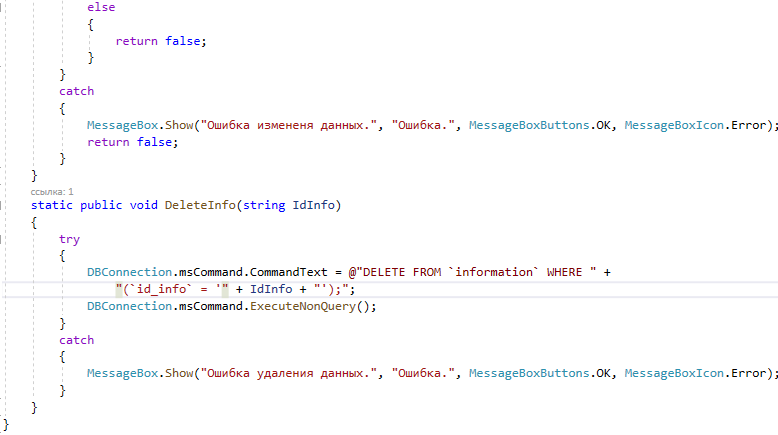 else
{
return false;
}
}
catch
{
MessageBox.Show("Ошибка измененя данных.", "Ошибка.", MessageBoxButtons.OK, MessageBoxIcon.Error);
return false;
}
}
ссылка: 1
static public void DeleteInfo(string IdInfo)
{
try
{
DBConnection.msCommand.CommandText = @"DELETE FROM `information` WHERE " +
"(`id_info` = '" + IdInfo + "');";
DBConnection.msCommand.ExecuteNonQuery();
}
catch
{
MessageBox.Show("Ошибка удаления данных.", "Ошибка.", MessageBoxButtons.OK, MessageBoxIcon.Error);
}
}
}